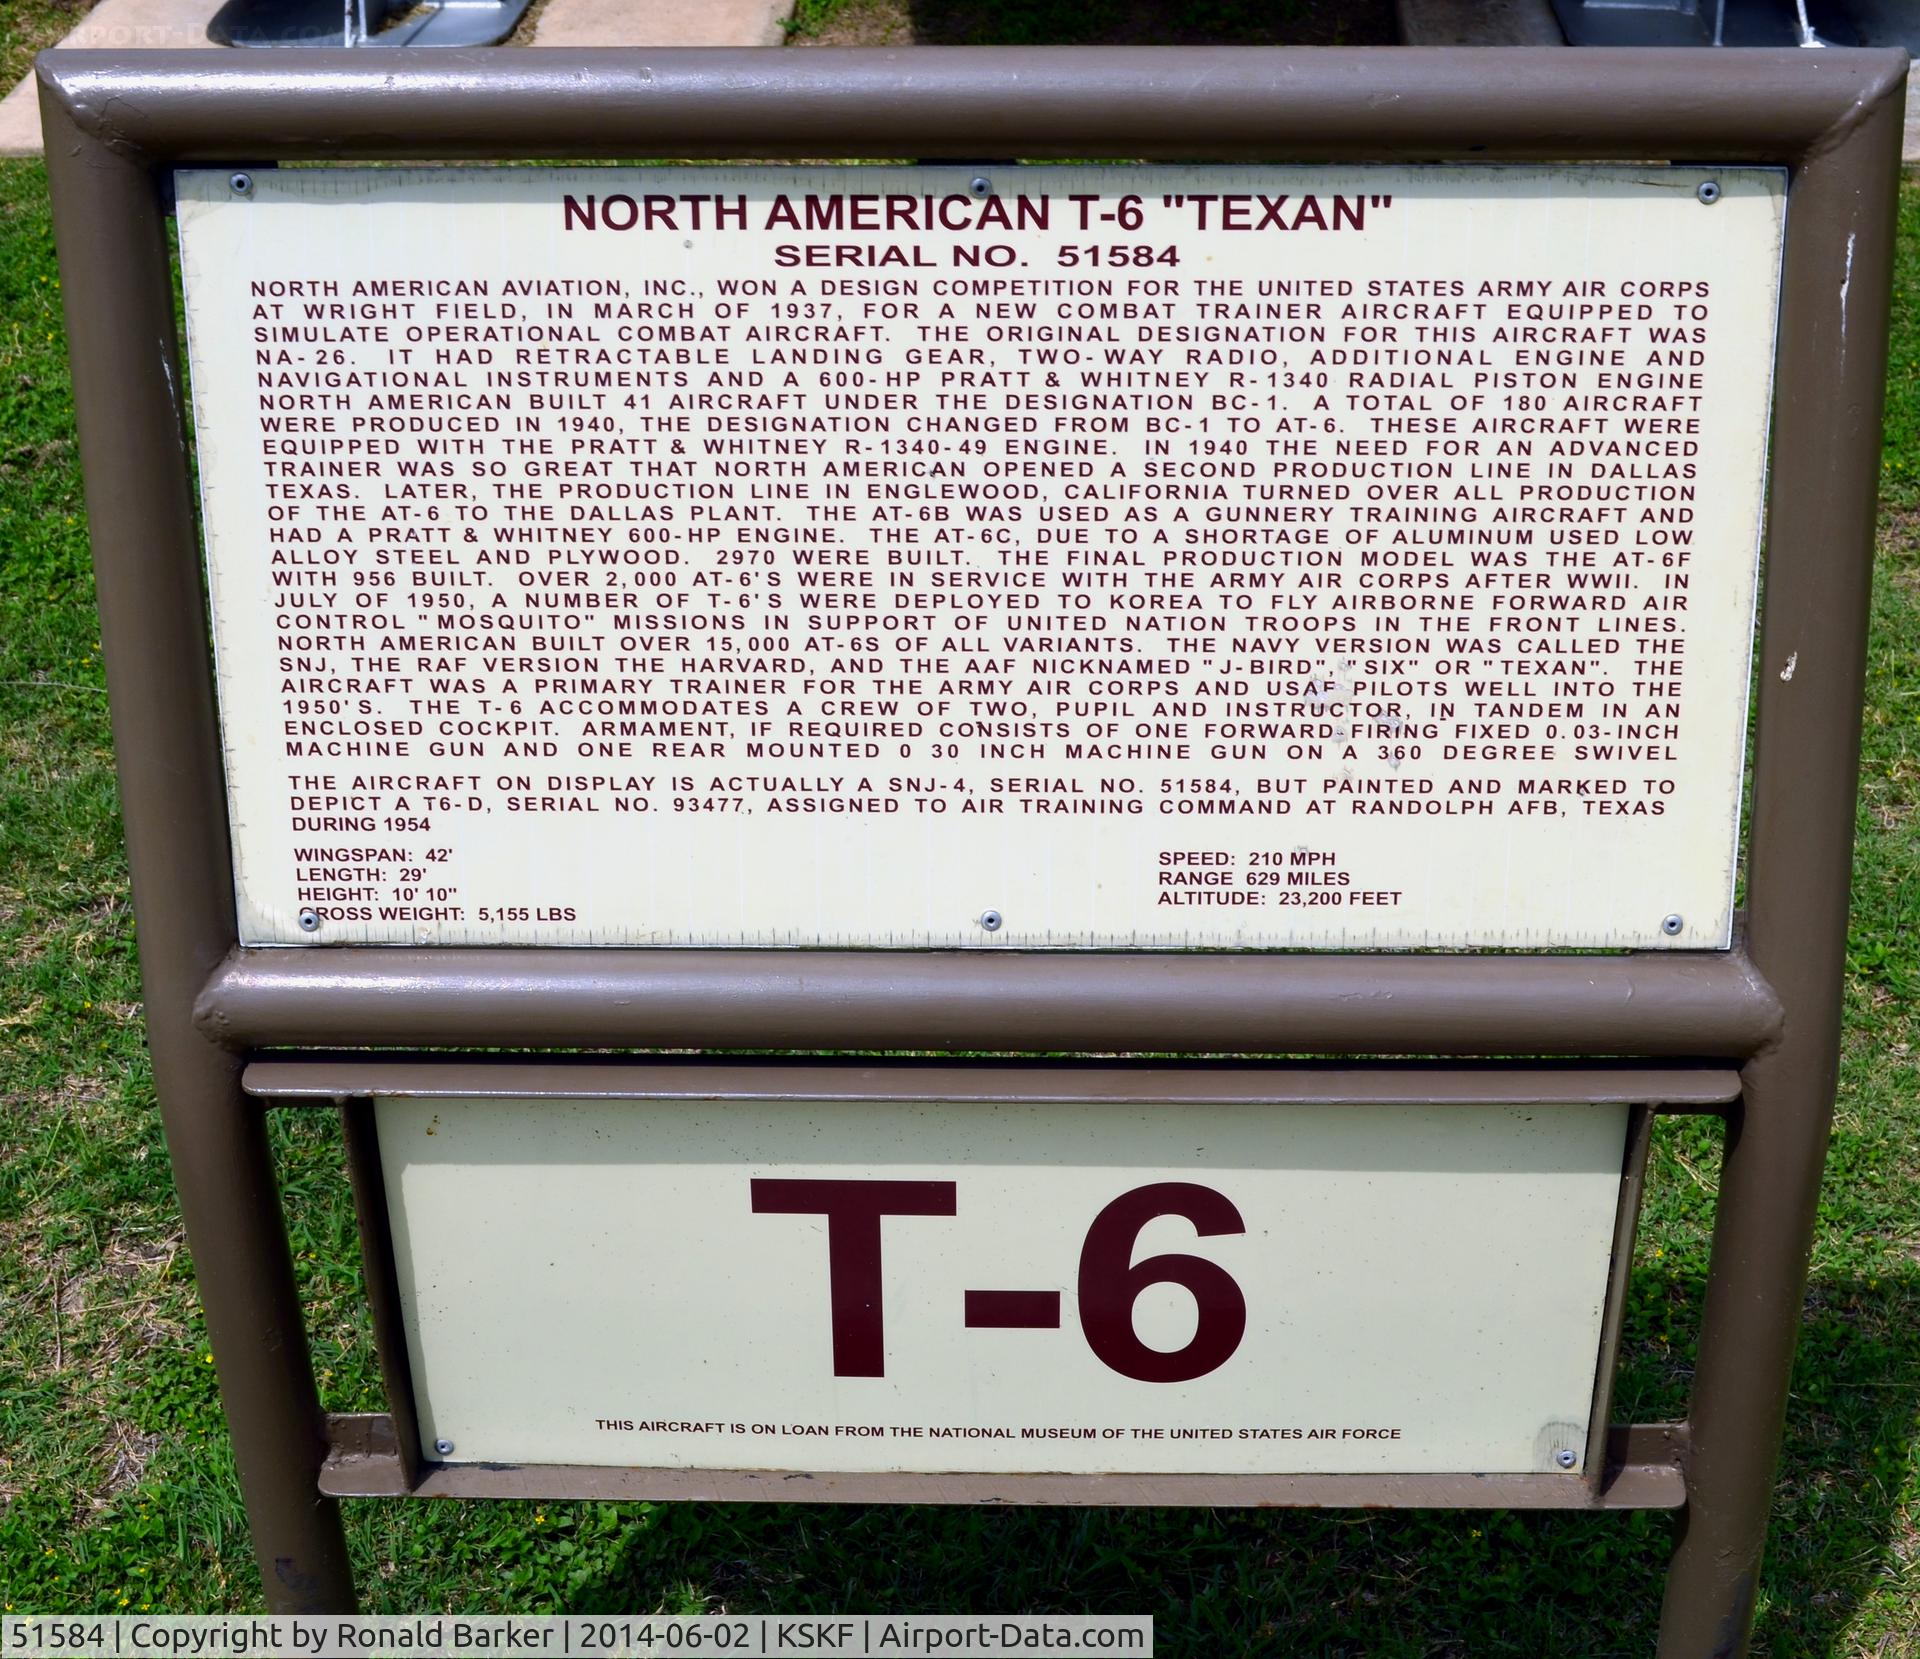 AIRPORT-DATA.COM
NORTH AMERICAN T-6 "TEXAN"
SERIAL NO. 51584
NORTH AMERICAN AVIATION, INC., WON A DESIGN COMPETITION FOR THE UNITED STATES ARMY AIR CORPS
AT WRIGHT FIELD, IN MARCH OF 1937, FOR A NEW COMBAT TRAINER AIRCRAFT EQUIPPED TO
SIMULATE OPERATIONAL COMBAT AIRCRAFT. THE ORIGINAL DESIGNATION FOR THIS AIRCRAFT WAS
NA-26. IT HAD RETRACTABLE LANDING GEAR, TWO-WAY RADIO, ADDITIONAL ENGINE AND
NAVIGATIONAL INSTRUMENTS AND A 600-HP PRATT & WHITNEY R-1340 RADIAL PISTON ENGINE
NORTH AMERICAN BUILT 41 AIRCRAFT UNDER THE DESIGNATION BC-1. A TOTAL OF 180 AIRCRAFT
WERE PRODUCED IN 1940, THE DESIGNATION CHANGED FROM BC-1 TO AT-6. THESE AIRCRAFT WERE
EQUIPPED WITH THE PRATT & WHITNEY R-1340-49 ENGINE. IN 1940 THE NEED FOR AN ADVANCED
TRAINER WAS SO GREAT THAT NORTH AMERICAN OPENED A SECOND PRODUCTION LINE IN DALLAS
TEXAS. LATER, THE PRODUCTION LINE IN ENGLEWOOD, CALIFORNIA TURNED OVER ALL PRODUCTION
OF THE AT-6 TO THE DALLAS PLANT. THE AT-6B WAS USED AS A GUNNERY TRAINING AIRCRAFT AND
HAD A PRATT & WHITNEY 600-HP ENGINE. THE AT-6C, DUE TO A SHORTAGE OF ALUMINUM USED LOW
ALLOY STEEL AND PLYWOOD. 2970 WERE BUILT. THE FINAL PRODUCTION MODEL WAS THE AT-6F
WITH 956 BUILT. OVER 2,000 AT-6'S WERE IN SERVICE WITH THE ARMY AIR CORPS AFTER WWII. IN
JULY OF 1950, A NUMBER OF T-6'S WERE DEPLOYED TO KOREA TO FLY AIRBORNE FORWARD AIR
CONTROL "MOSQUITO" MISSIONS IN SUPPORT OF UNITED NATION TROOPS IN THE FRONT LINES.
NORTH AMERICAN BUILT OVER 15,000 AT-6S OF ALL VARIANTS. THE NAVY VERSION WAS CALLED THE
SNJ, THE RAF VERSION THE HARVARD, AND THE AAF NICKNAMED "J-BIRD", "SIX" OR "TEXAN". THE
AIRCRAFT WAS A PRIMARY TRAINER FOR THE ARMY AIR CORPS AND USAF PILOTS WELL INTO THE
1950'S. THE T-6 ACCOMMODATES A CREW OF TWO, PUPIL AND INSTRUCTOR, IN TANDEM IN AN
ENCLOSED COCKPIT. ARMAMENT, IF REQUIRED CONSISTS OF ONE FORWARD-FIRING FIXED 0.03-INCH
MACHINE GUN AND ONE REAR MOUNTED 0 30 INCH MACHINE GUN ON A 360 DEGREE SWIVEL
THE AIRCRAFT ON DISPLAY IS ACTUALLY A SNJ-4, SERIAL NO. 51584, BUT PAINTED AND MARKED TO
DEPICT A T6-D, SERIAL NO. 93477, ASSIGNED TO AIR TRAINING COMMAND AT RANDOLPH AFB, TEXAS
DURING 1954
WINGSPAN: 42'
LENGTH: 29'
HEIGHT: 10' 10"
GROSS WEIGHT: 5,155 LBS
SPEED: 210 MPH
RANGE 629 MILES
ALTITUDE: 23,200 FEET
T-6
THIS AIRCRAFT IS ON LOAN FROM THE NATIONAL MUSEUM OF THE UNITED STATES AIR FORCE
51584 | Copyright by Ronald Barker | 2014-06-02 | KSKF | Airport-Data.com